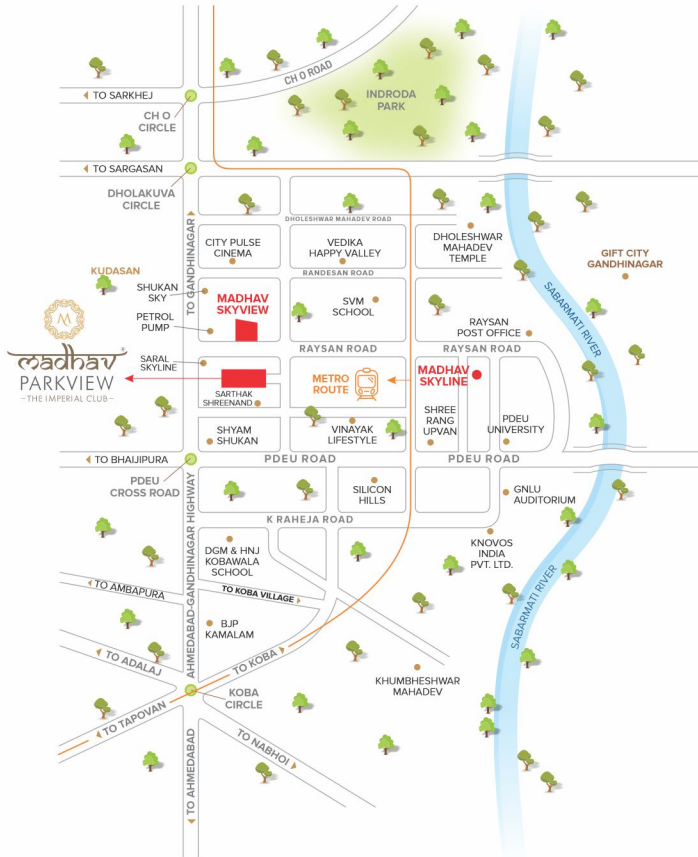 CH O ROAD
INDRODA
PARK
TO SARKHEJ
CH O
CIRCLE
TO SARGASAN
DHOLAKUVA
CIRCLE
DHOLESHWAR MAHADEV ROAD
TO GANDHINAGAR
CITY PULSE
CINEMA
VEDIKA
HAPPY VALLEY
DHOLESHWAR
MAHADEV
TEMPLE
GIFT CITY
GANDHINAGAR
KUDASAN
RANDESAN ROAD
SHUKAN
SKY
MADHAV
SKYVIEW
SVM
SCHOOL
SABARMATI RIVER
PETROL
PUMP
RAYSAN
POST OFFICE
RAYSAN ROAD
RAYSAN ROAD
madhav
PARKVIEW
- THE IMPERIAL CLUB -
SARAL
SKYLINE
METRO
ROUTE
MADHAV
SKYLINE
SARTHAK
SHREENAND
SHREE
RANG
UPVAN
PDEU
UNIVERSITY
SHYAM
SHUKAN
VINAYAK
LIFESTYLE
TO BHAIJIPURA
PDEU ROAD
PDEU ROAD
PDEU
CROSS ROAD
SILICON
HILLS
GNLU
AUDITORIUM
AHMEDABAD-GANDHINAGAR HIGHWAY
K RAHEJA ROAD
DGM & HNJ
KOBAWALA
SCHOOL
KNOVOS
INDIA
PVT. LTD.
TO AMBAPURA
TO KOBA VILLAGE
SABARMATI RIVER
BJP
KAMALAM
TO ADALAJ
TO KOBA
KHUMBHESHWAR
MAHADEV
KOBA
CIRCLE
TO TAPOVAN
TO NABHOI
TO AHMEDABAD